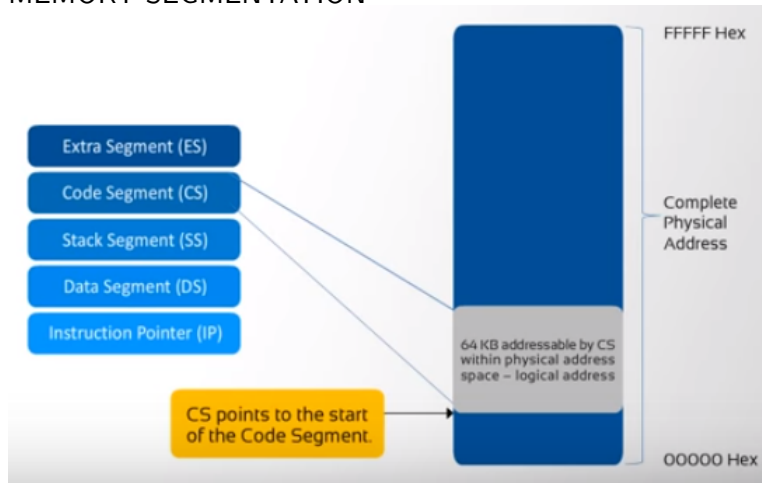 MEMORY SEGMENTATION
FFFFF Hex
Extra Segment (ES)
Code Segment (CS)
Stack Segment (SS)
Data Segment (DS)
Instruction Pointer (IP)
Complete
Physical
Address
64 KB addressable by CS
within physical address
space – logical address
CS points to the start
of the Code Segment.
00000 Hex